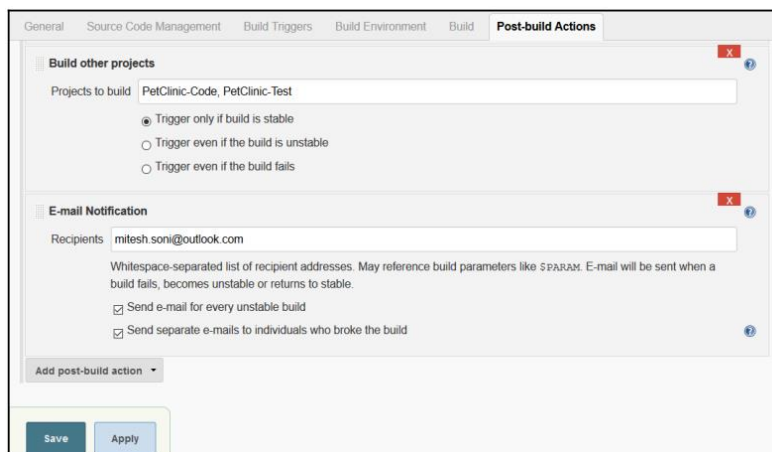 General Source Code Management Build Triggers Build Environment Build Post-build Actions
X
Build other projects
Projects to build PetClinic-Code, PetClinic-Test
Trigger only if build is stable
Trigger even if the build is unstable
Trigger even if the build fails
X
E-mail Notification
Recipients mitesh.soni@outlook.com
Whitespace-separated list of recipient addresses. May reference build parameters like $PARAM. E-mail will be sent when a
build fails, becomes unstable or returns to stable.
Send e-mail for every unstable build
Send separate e-mails to individuals who broke the build
Add post-build action
Save Apply